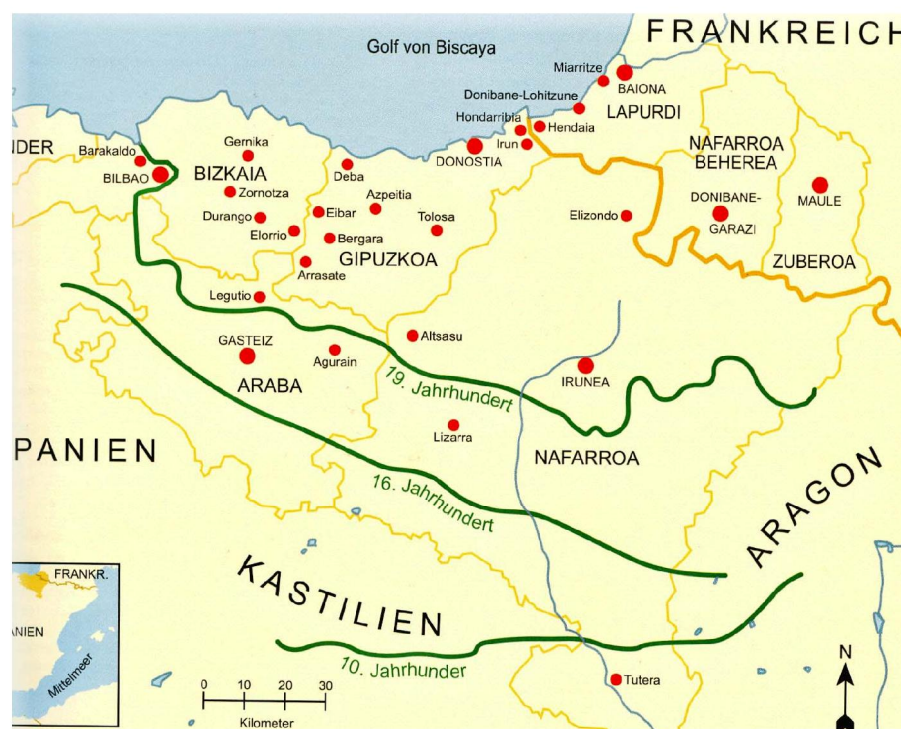 FRANKREICH
Golf von Biscaya
Miarritze
BAIONA
Donibane-Lohitzune
LAPURDI
Hondarribia
Hendaia
Irun
DONOSTIA
NAFARROA
BEHEREA
DONIBANE-
GARAZI
MAULE
ZUBEROA
NDER
Barakaldo
BILBAO
Gernika
BIZKAIA
Zornotza
Durango
Elorrio
Deba
Azpeitia
Eibar
Tolosa
Bergara
GIPUZKOA
Arrasate
Elizondo
Legutio
GASTEIZ
Agurain
ARABA
Altsasu
19. Jahrhundert
IRUNEA
Lizarra
NAFARROA
PANIEN
16. Jahrhundert
ARAGON
KASTILIEN
10. Jahrhunder
Tutera
FRANKR.
ANIEN
Mittelmeer
0 10 20 30
Kilometer
N